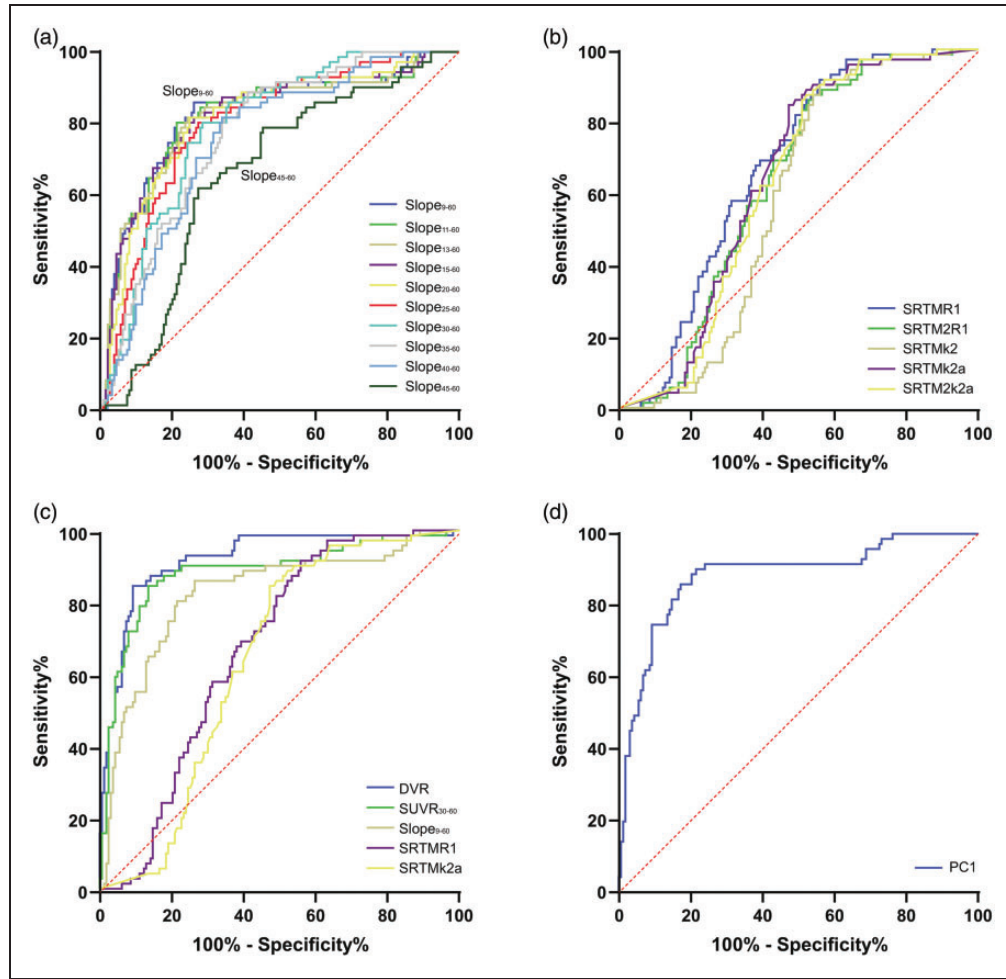 (a)
100
80
60
40
20
0
Sensitivity%
Slope9-60
Slope45-60
Slope9-60
Slope11-60
Slope13-60
Slope15-60
Slope20-60
Slope25-60
Slope30-60
Slope35-60
Slope40-60
Slope45-60
0 20 40 60 80 100
100% - Specificity%
(b)
100
80
60
40
20
0
Sensitivity%
SRTMR1
SRTM2R1
SRTMk2
SRTMk2a
SRTM2k2a
0 20 40 60 80 100
100% - Specificity%
(c)
100
80
60
40
20
0
Sensitivity%
DVR
SUVR30-60
Slope9-60
SRTMR1
SRTMk2a
0 20 40 60 80 100
100% - Specificity%
(d)
100
80
60
40
20
0
Sensitivity%
PC1
0 20 40 60 80 100
100% - Specificity%